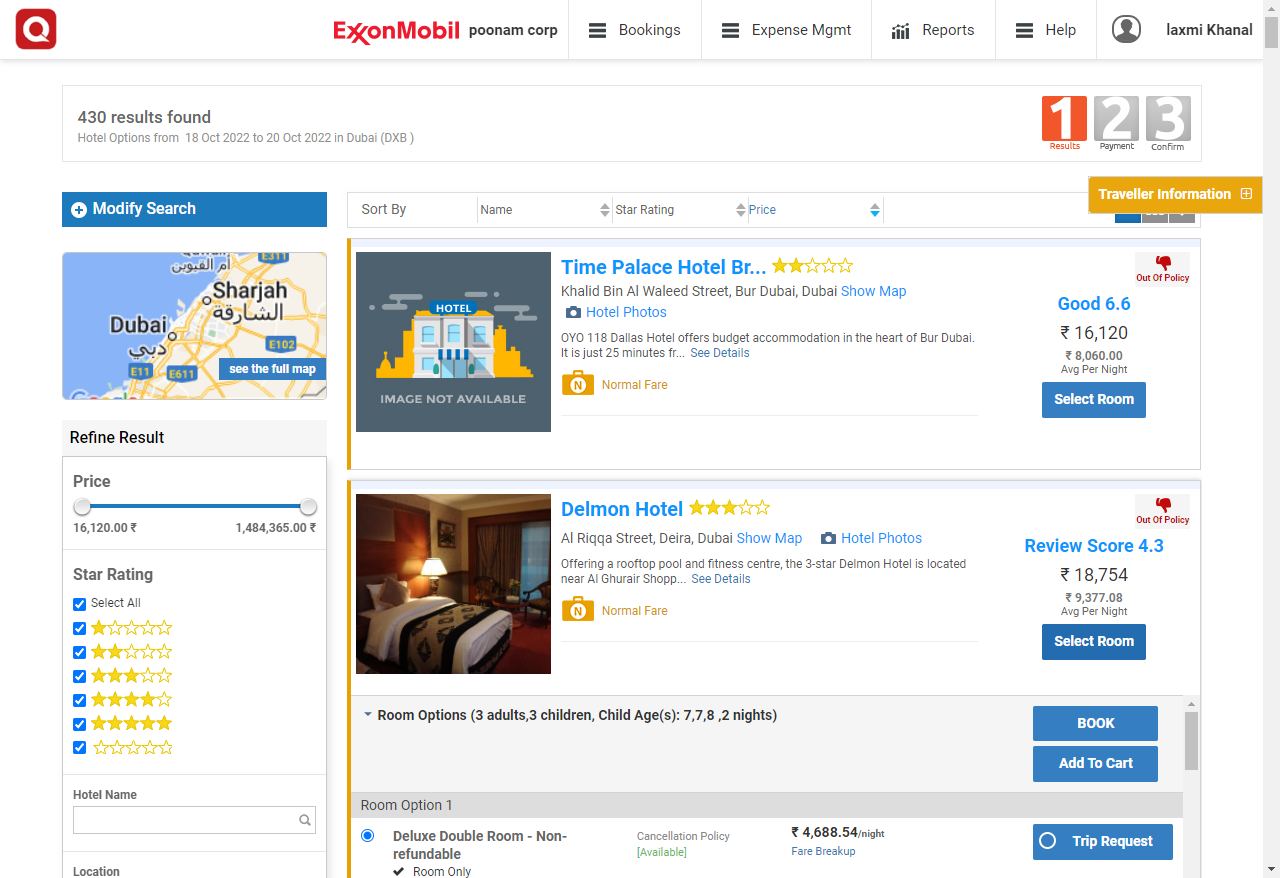 Q
ExxonMobil poonam corp
Bookings
Expense Mgmt
Reports
Help
laxmi Khanal
430 results found
Hotel Options from 18 Oct 2022 to 20 Oct 2022 in Dubai (DXB )
1 2 3
Results Payment Confirm
Modify Search
Sort By Name Star Rating Price
Traveller Information
E311
أم القيوين
Sharjah
الشارقة
Dubai
دبي
E102
E11 E611
see the full map
Google
Refine Result
Price
16,120.00 ₹ 1,484,365.00 ₹
Star Rating
Select All
Hotel Name
Location
HOTEL
IMAGE NOT AVAILABLE
Time Palace Hotel Br...
Khalid Bin Al Waleed Street, Bur Dubai, Dubai Show Map
Hotel Photos
OYO 118 Dallas Hotel offers budget accommodation in the heart of Bur Dubai.
It is just 25 minutes fr... See Details
N Normal Fare
Out Of Policy
Good 6.6
₹ 16,120
₹ 8,060.00
Avg Per Night
Select Room
Delmon Hotel
Al Riqqa Street, Deira, Dubai Show Map Hotel Photos
Offering a rooftop pool and fitness centre, the 3-star Delmon Hotel is located
near Al Ghurair Shopp... See Details
N Normal Fare
Out Of Policy
Review Score 4.3
₹ 18,754
₹ 9,377.08
Avg Per Night
Select Room
Room Options (3 adults,3 children, Child Age(s): 7,7,8 ,2 nights)
BOOK
Add To Cart
Room Option 1
Deluxe Double Room - Non-
refundable
Room Only
Cancellation Policy
[Available]
₹ 4,688.54/night
Fare Breakup
Trip Request